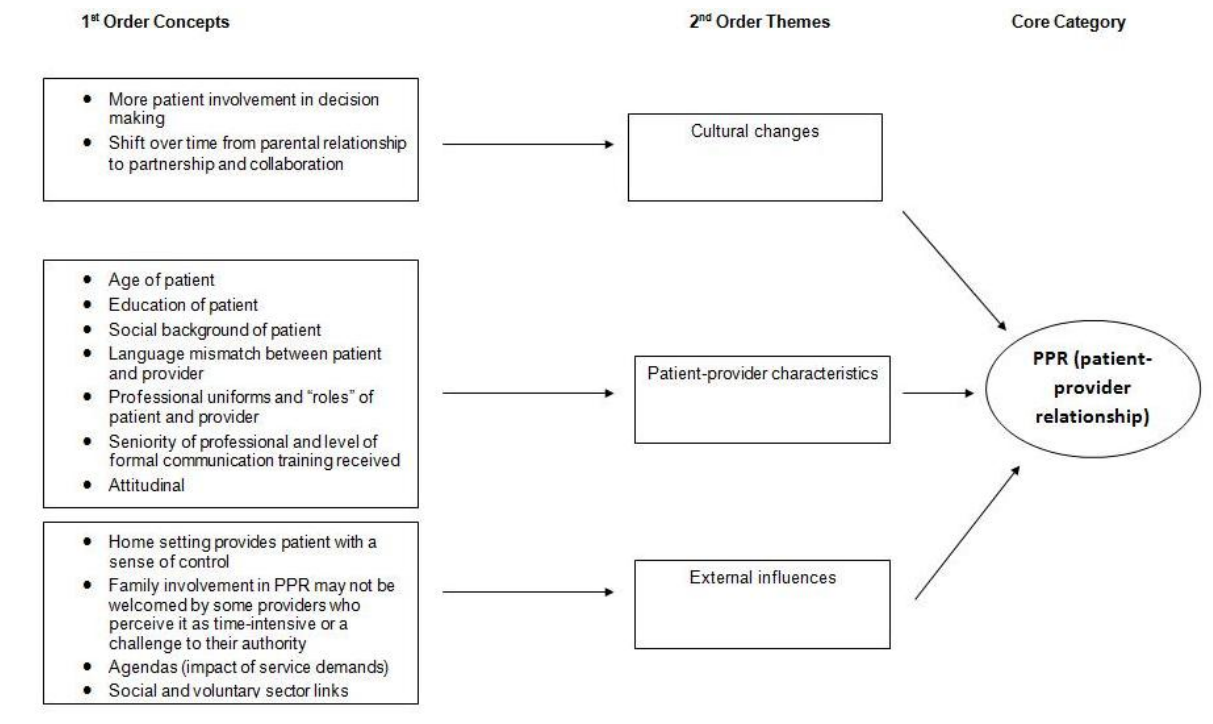 1st Order Concepts
2nd Order Themes
Core Category
● More patient involvement in decision
making
● Shift over time from parental relationship
to partnership and collaboration
Cultural changes
● Age of patient
● Education of patient
● Social background of patient
● Language mismatch between patient
and provider
● Professional uniforms and “roles” of
patient and provider
● Seniority of professional and level of
formal communication training received
● Attitudinal
Patient-provider characteristics
PPR (patient-
provider
relationship)
● Home setting provides patient with a
sense of control
● Family involvement in PPR may not be
welcomed by some providers who
perceive it as time-intensive or a
challenge to their authority
● Agendas (impact of service demands)
● Social and voluntary sector links
External influences